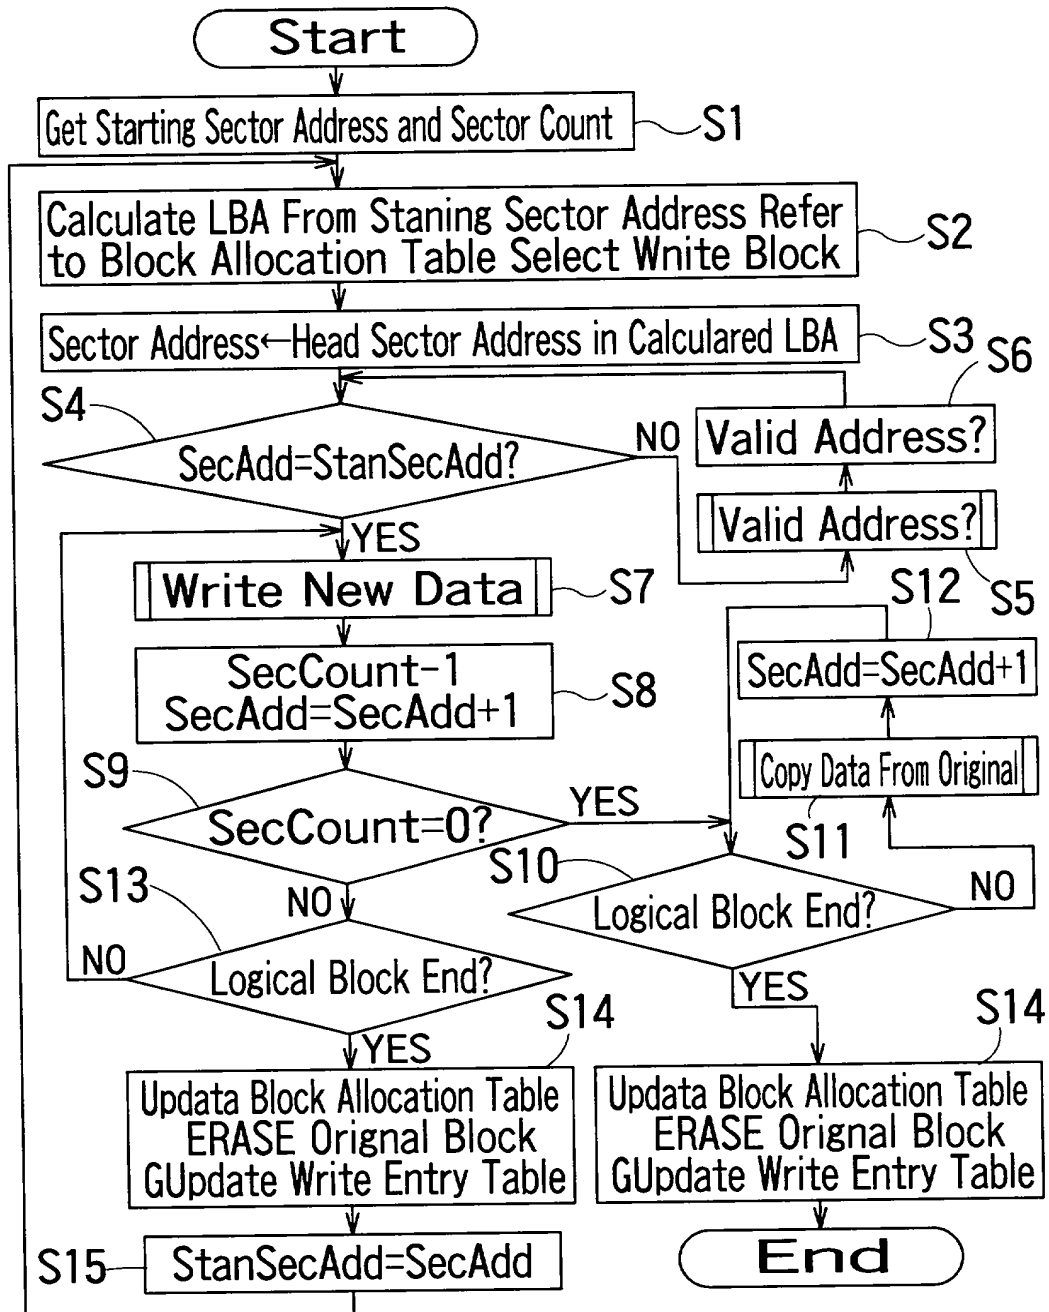 Start
Get Starting Sector Address and Sector Count
S1
Calculate LBA From Staning Sector Address Refer
to Block Allocation Table Select Wnite Block
S2
Sector Address←Head Sector Address in Calculared LBA
S3
S6
S4
SecAdd=StanSecAdd?
NO
Valid Address?
YES
Valid Address?
S5
Write New Data
S7
S12
SecCount-1
SecAdd=SecAdd+1
S8
SecAdd=SecAdd+1
S9
SecCount=0?
YES
Copy Data From Original
S11
S10
S13
NO
Logical Block End?
NO
NO
Logical Block End?
YES
YES
S14
S14
Updata Block Allocation Table
ERASE Orignal Block
GUpdate Write Entry Table
Updata Block Allocation Table
ERASE Orignal Block
GUpdate Write Entry Table
S15
StanSecAdd=SecAdd
End